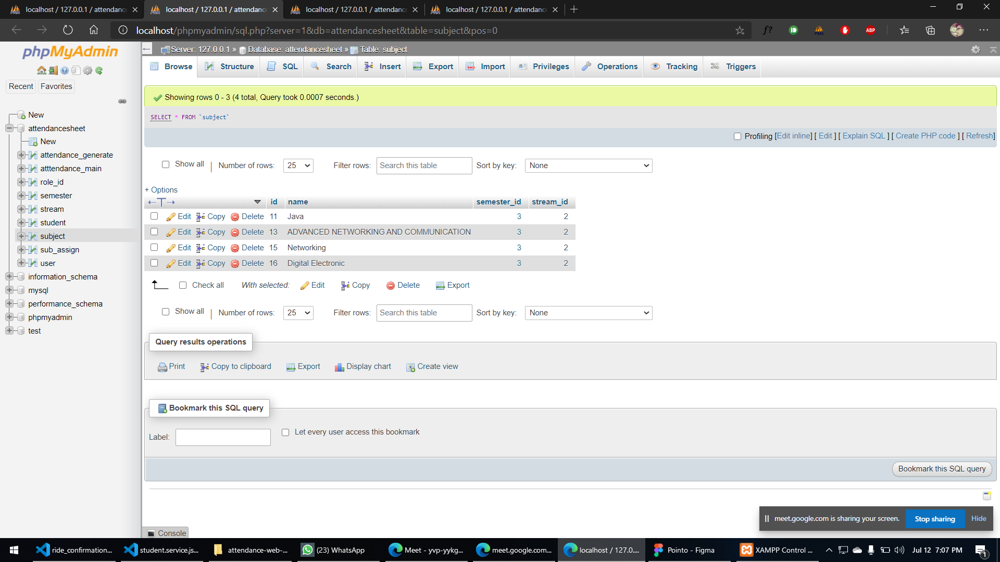 localhost / 127.0.0.1 / attendanc
localhost / 127.0.0.1 / attendance
localhost / 127.0.0.1 / attendanc
localhost / 127.0.0.1 / attendanc
localhost/phpmyadmin/sql.php?server=1&db=attendancesheet&table=subject&pos=0
f?
PMA
ABP
phpMyAdmin
Recent
Favorites
New
attendancesheet
New
attendance_generate
atttendance_main
role_id
semester
stream
student
subject
sub_assign
user
information_schema
mysql
performance_schema
phpmyadmin
test
Server: 127.0.0.1 » Database: attendancesheet » Table: subject
Browse Structure SQL Search Insert Export Import Privileges Operations Tracking Triggers
Showing rows 0 - 3 (4 total, Query took 0.0007 seconds.)
SELECT * FROM `subject`
Profiling [Edit inline] [ Edit ] [ Explain SQL ] [ Create PHP code ] [ Refresh]
Show all | Number of rows: 25 Filter rows: Search this table Sort by key: None
+ Options
←T→ id name semester_id stream_id
Edit Copy Delete 11 Java 3 2
Edit Copy Delete 13 ADVANCED NETWORKING AND COMMUNICATION 3 2
Edit Copy Delete 15 Networking 3 2
Edit Copy Delete 16 Digital Electronic 3 2
Check all With selected: Edit Copy Delete Export
Show all | Number of rows: 25 Filter rows: Search this table Sort by key: None
Query results operations
Print Copy to clipboard Export Display chart Create view
Bookmark this SQL query
Label: Let every user access this bookmark
Bookmark this SQL query
meet.google.com is sharing your screen. Stop sharing Hide
Console
ride_confirmation...
student.service.js...
attendance-web-...
(23) WhatsApp
Meet - yvp-yykg...
meet.google.com...
localhost / 127.0....
Pointo - Figma
XAMPP Control ...
Jul 12 7:07 PM
1